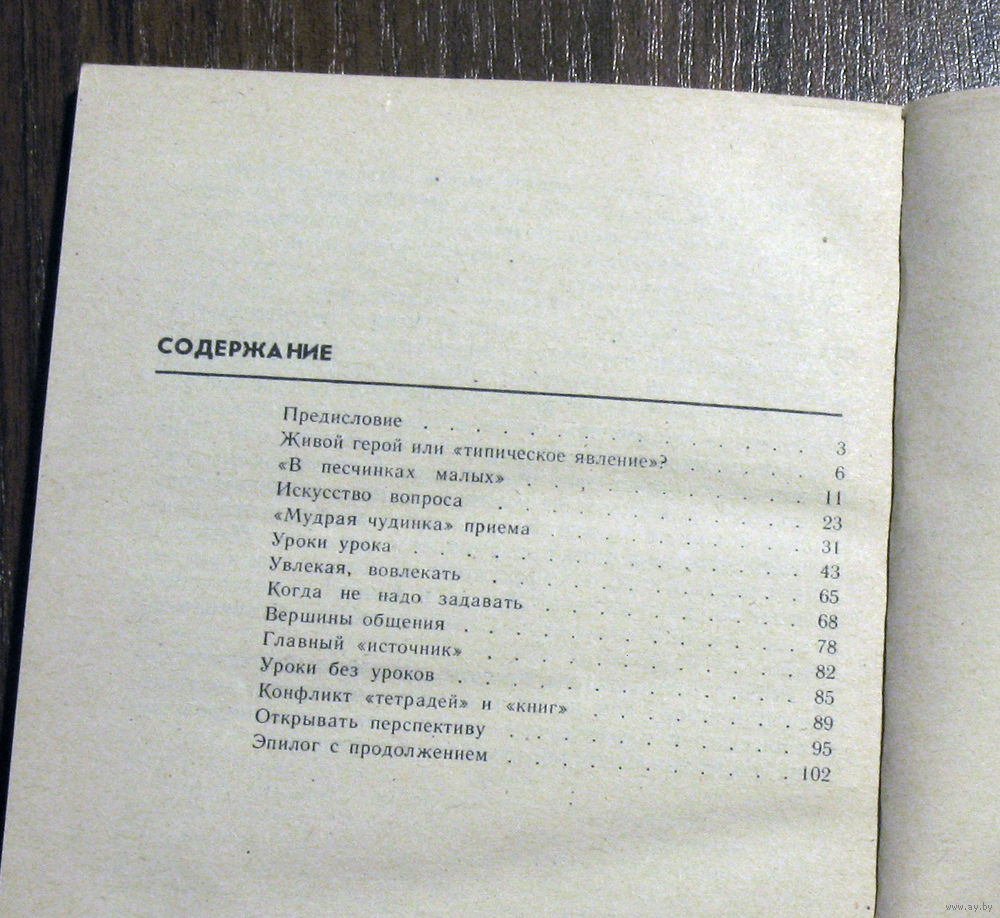 СОДЕРЖАНИЕ
Предисловие . . . . . . . . . . . . 3
Живой герой или «типическое явление»? . . . . . 6
«В песчинках малых» . . . . . . . . . . 11
Искусство вопроса . . . . . . . . . . . 23
«Мудрая чудинка» приема . . . . . . . . . 31
Уроки урока . . . . . . . . . . . . . 43
Увлекая, вовлекать . . . . . . . . . . . 65
Когда не надо задавать . . . . . . . . . 68
Вершины общения . . . . . . . . . . . 78
Главный «источник» . . . . . . . . . . 82
Уроки без уроков . . . . . . . . . . . 85
Конфликт «тетрадей» и «книг» . . . . . . . 89
Открывать перспективу . . . . . . . . . . 95
Эпилог с продолжением . . . . . . . . . . 102
www.ay.by